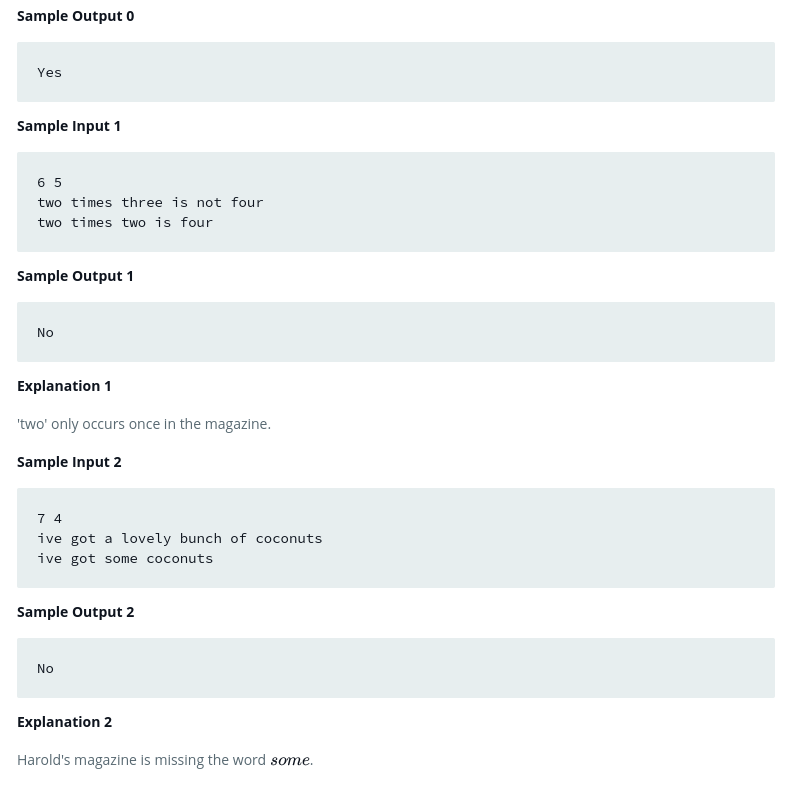 Sample Output 0
Yes
Sample Input 1
6 5
two times three is not four
two times two is four
Sample Output 1
No
Explanation 1
'two' only occurs once in the magazine.
Sample Input 2
7 4
ive got a lovely bunch of coconuts
ive got some coconuts
Sample Output 2
No
Explanation 2
Harold's magazine is missing the word some.